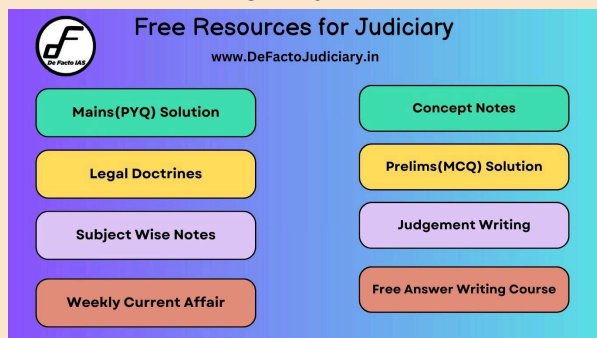 Free Resources for Judiciary
De Facto IAS
www.DeFactoJudiciary.in
Mains(PYQ) Solution
Concept Notes
Legal Doctrines
Prelims(MCQ) Solution
Subject Wise Notes
Judgement Writing
Weekly Current Affair
Free Answer Writing Course